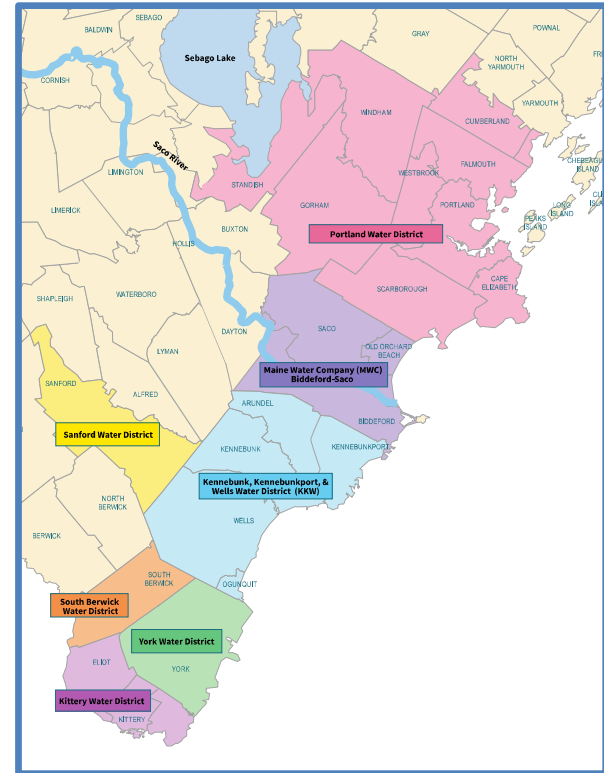 SEBAGO
BALDWIN
POWNAL
GRAY
Sebago Lake
NORTH
YARMOUTH
CORNISH
YARMOUTH
WINDHAM
CUMBERLAND
Saco River
CHEBEAGUE
ISLAND
FALMOUTH
LIMINGTON
WESTBROOK
STANDISH
LONG
ISLAND
GORHAM
PORTLAND
LIMERICK
PEAKS
ISLAND
BUXTON
Portland Water District
HOLLIS
CAPE
ELIZABETH
SCARBOROUGH
WATERBORO
SHAPLEIGH
SACO
DAYTON
OLD ORCHARD
BEACH
LYMAN
Maine Water Company (MWC)
Biddeford-Saco
SANFORD
ALFRED
ARUNDEL
BIDDEFORD
Sanford Water District
KENNEBUNK
KENNEBUNKPORT
Kennebunk, Kennebunkport, &
Wells Water District (KKW)
NORTH
BERWICK
WELLS
BERWICK
SOUTH
BERWICK
OGUNQUIT
South Berwick
Water District
York Water District
ELIOT
YORK
Kittery Water District
KITTERY